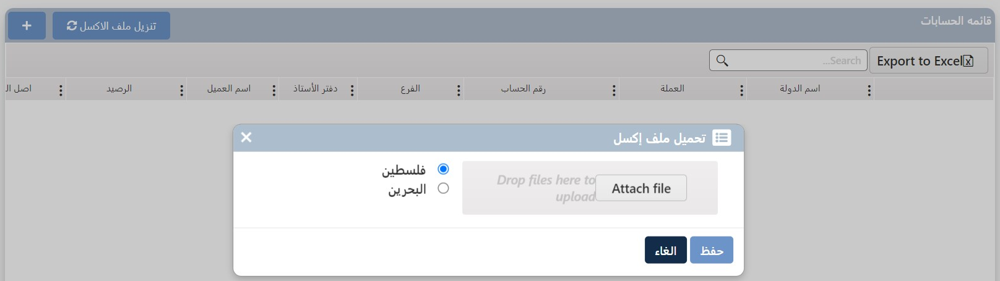 قائمه الحسابات
تنزيل ملف الاكسل
+
Export to Excel
Search...
اسم الدولة
العملة
رقم الحساب
الفرع
دفتر الأستاذ
اسم العميل
الرصيد
اصل ال
تحميل ملف إكسل
Attach file
Drop files here to
upload
فلسطين
البحرين
حفظ
الغاء